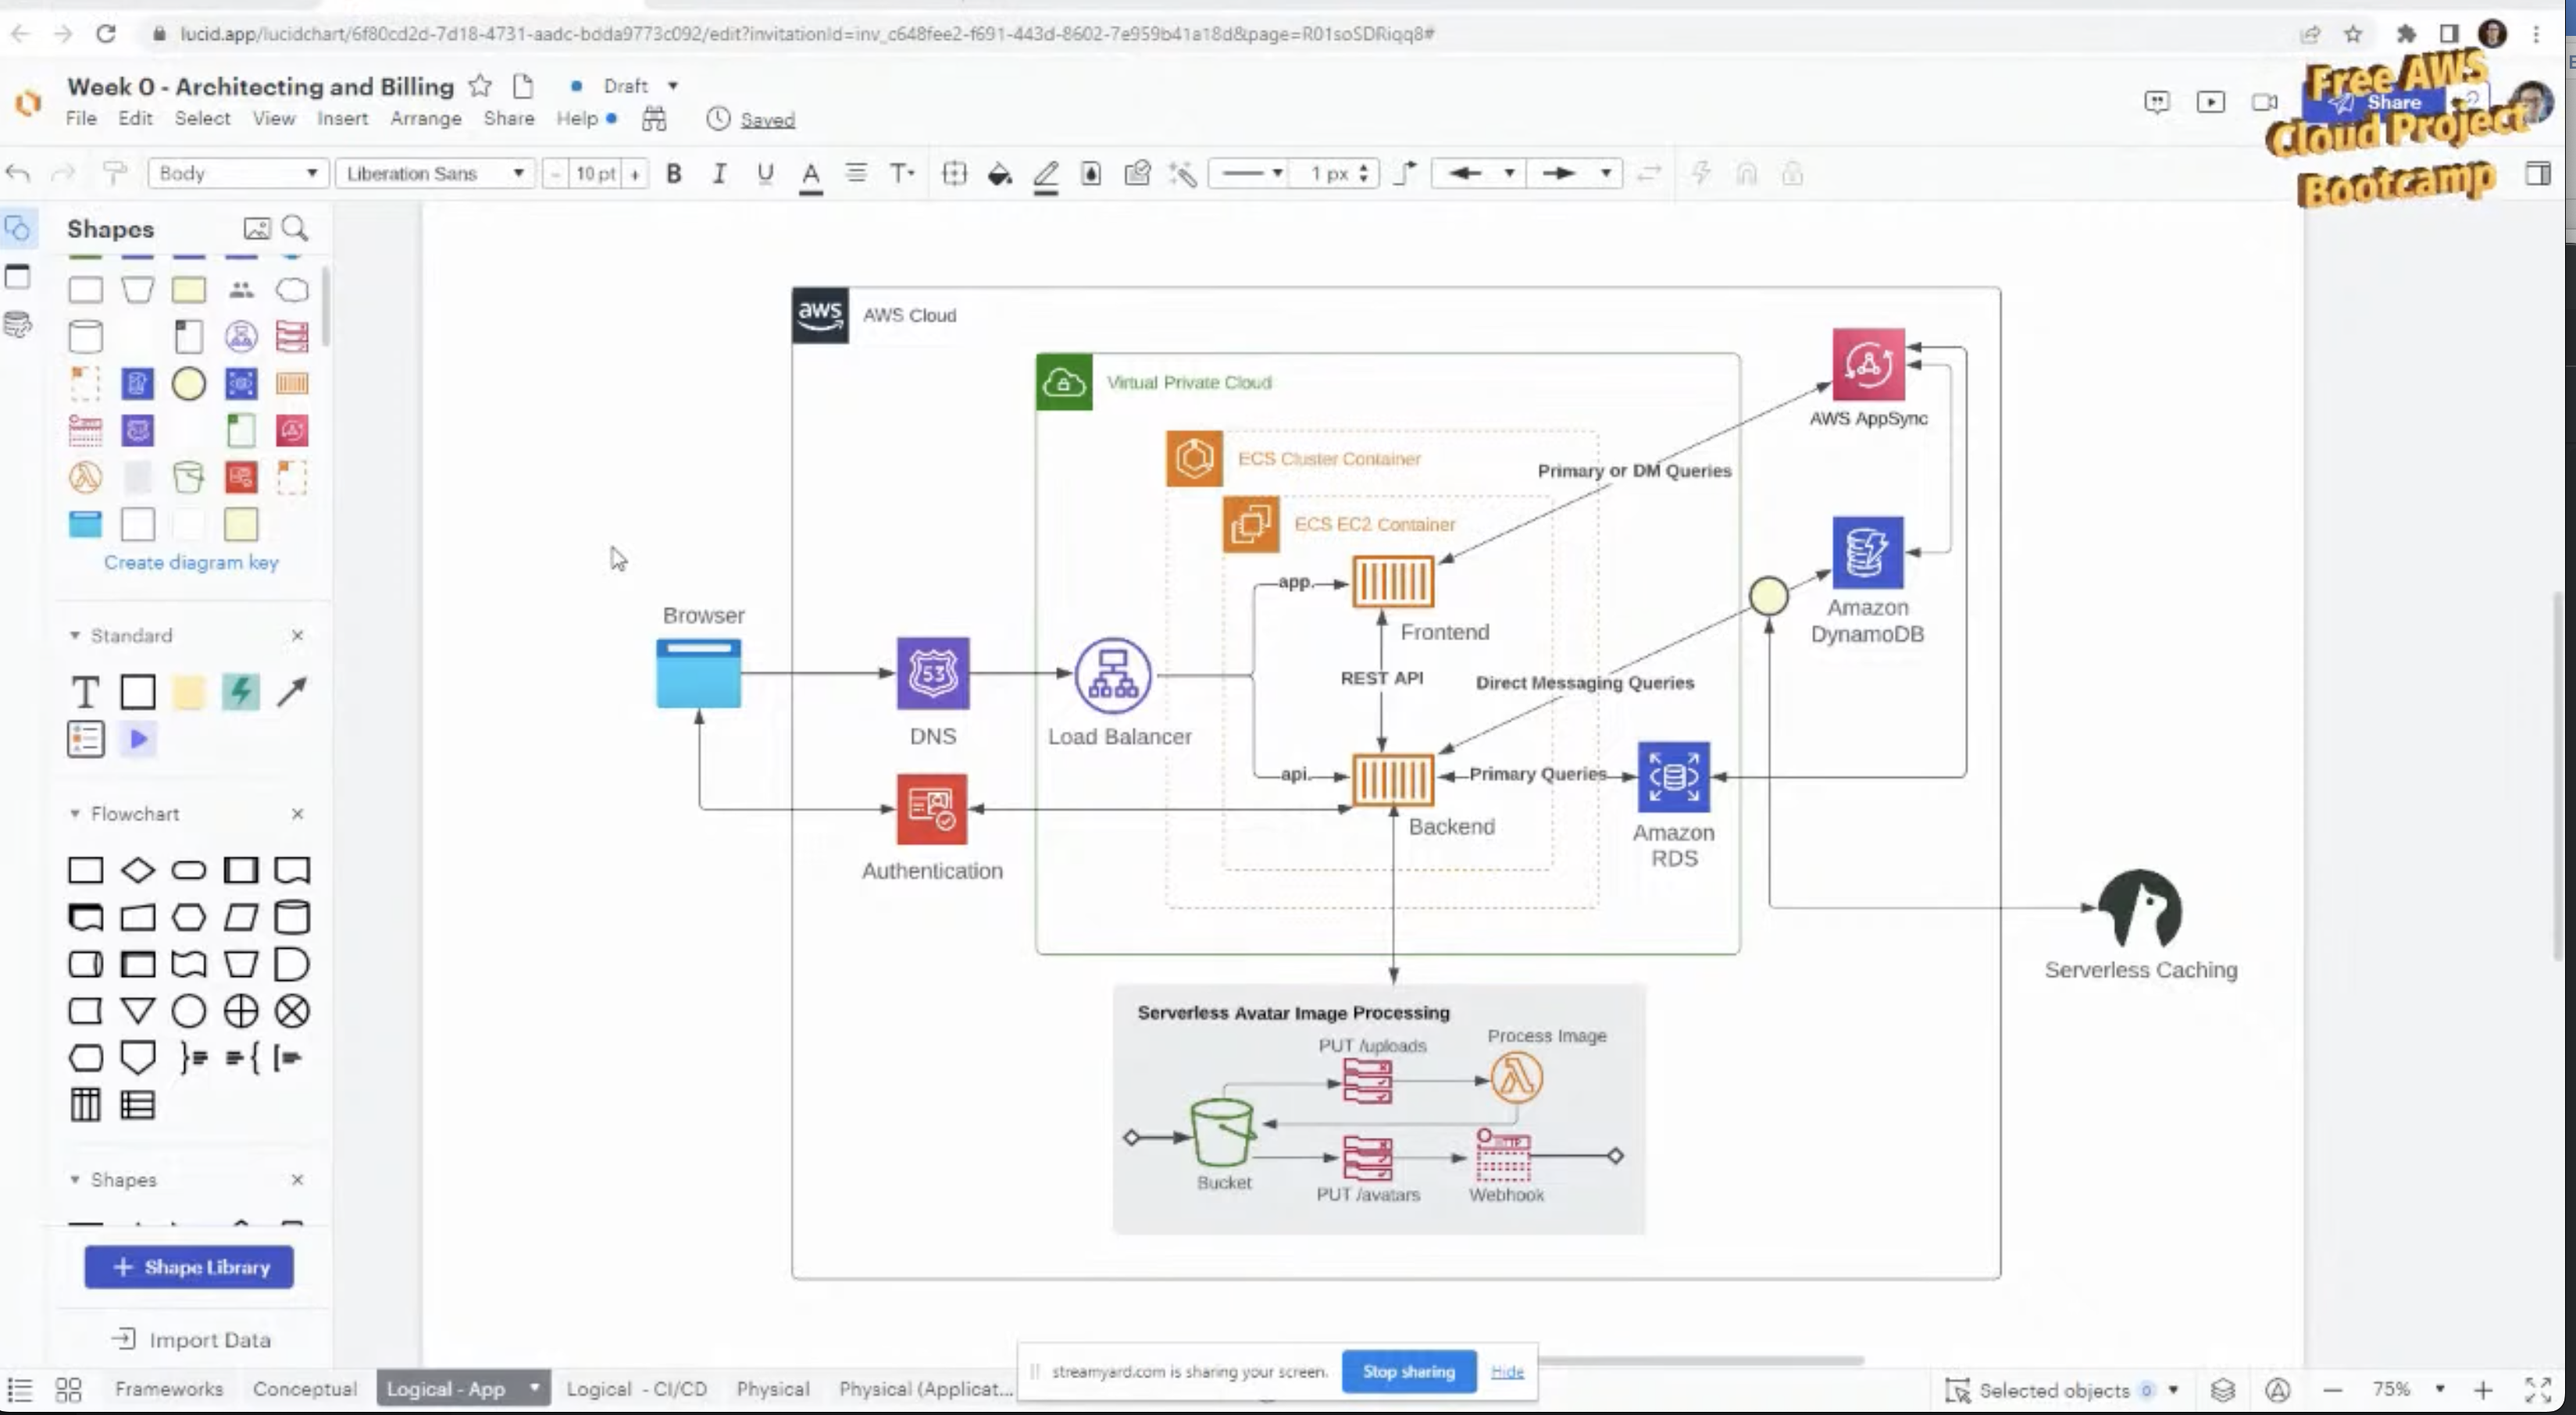 lucid.app/lucidchart/6f80cd2d-7d18-4731-aadc-bdda9773c092/edit?invitationId=inv_c648fee2-f691-443d-8602-7e959b41a18d&page=R01soSDRiqq8#
Week 0 - Architecting and Billing
Draft
File Edit Select View Insert Arrange Share Help
Saved
Share
Free AWS
Cloud Project
Bootcamp
Body
Liberation Sans
- 10 pt +
B I U A
T
1 px
Shapes
Create diagram key
Standard
T
Flowchart
Shapes
+ Shape Library
Import Data
aws
AWS Cloud
Virtual Private Cloud
ECS Cluster Container
ECS EC2 Container
AWS AppSync
Primary or DM Queries
app.
Frontend
Amazon
DynamoDB
Browser
53
DNS
Load Balancer
REST API
Direct Messaging Queries
api.
Primary Queries
Backend
Amazon
RDS
Authentication
Serverless Caching
Serverless Avatar Image Processing
PUT /uploads
Process Image
Bucket
PUT /avatars
HTTP
Webhook
streamyard.com is sharing your screen.
Stop sharing
Hide
Frameworks
Conceptual
Logical - App
Logical - CI/CD
Physical
Physical (Applicat...
Selected objects 0
75%